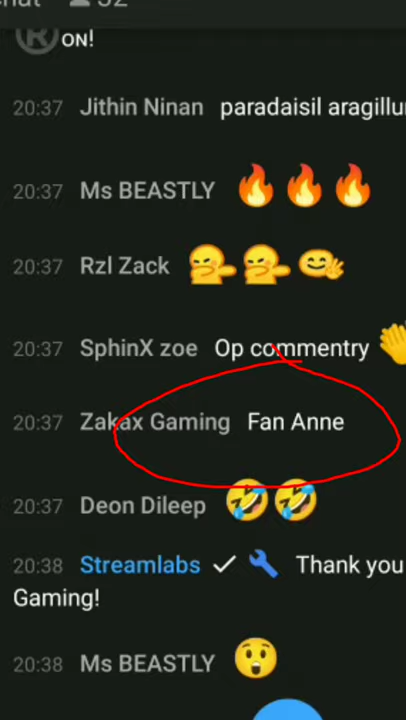 ON!
20:37 Jithin Ninan paradaisil aragillu
20:37 Ms BEASTLY 🔥🔥🔥
20:37 Rzl Zack
20:37 SphinX zoe Op commentry 👏
20:37 Zakax Gaming Fan Anne
20:37 Deon Dileep 🤣🤣
20:38 Streamlabs ✓ 🔧 Thank you
Gaming!
20:38 Ms BEASTLY 😲